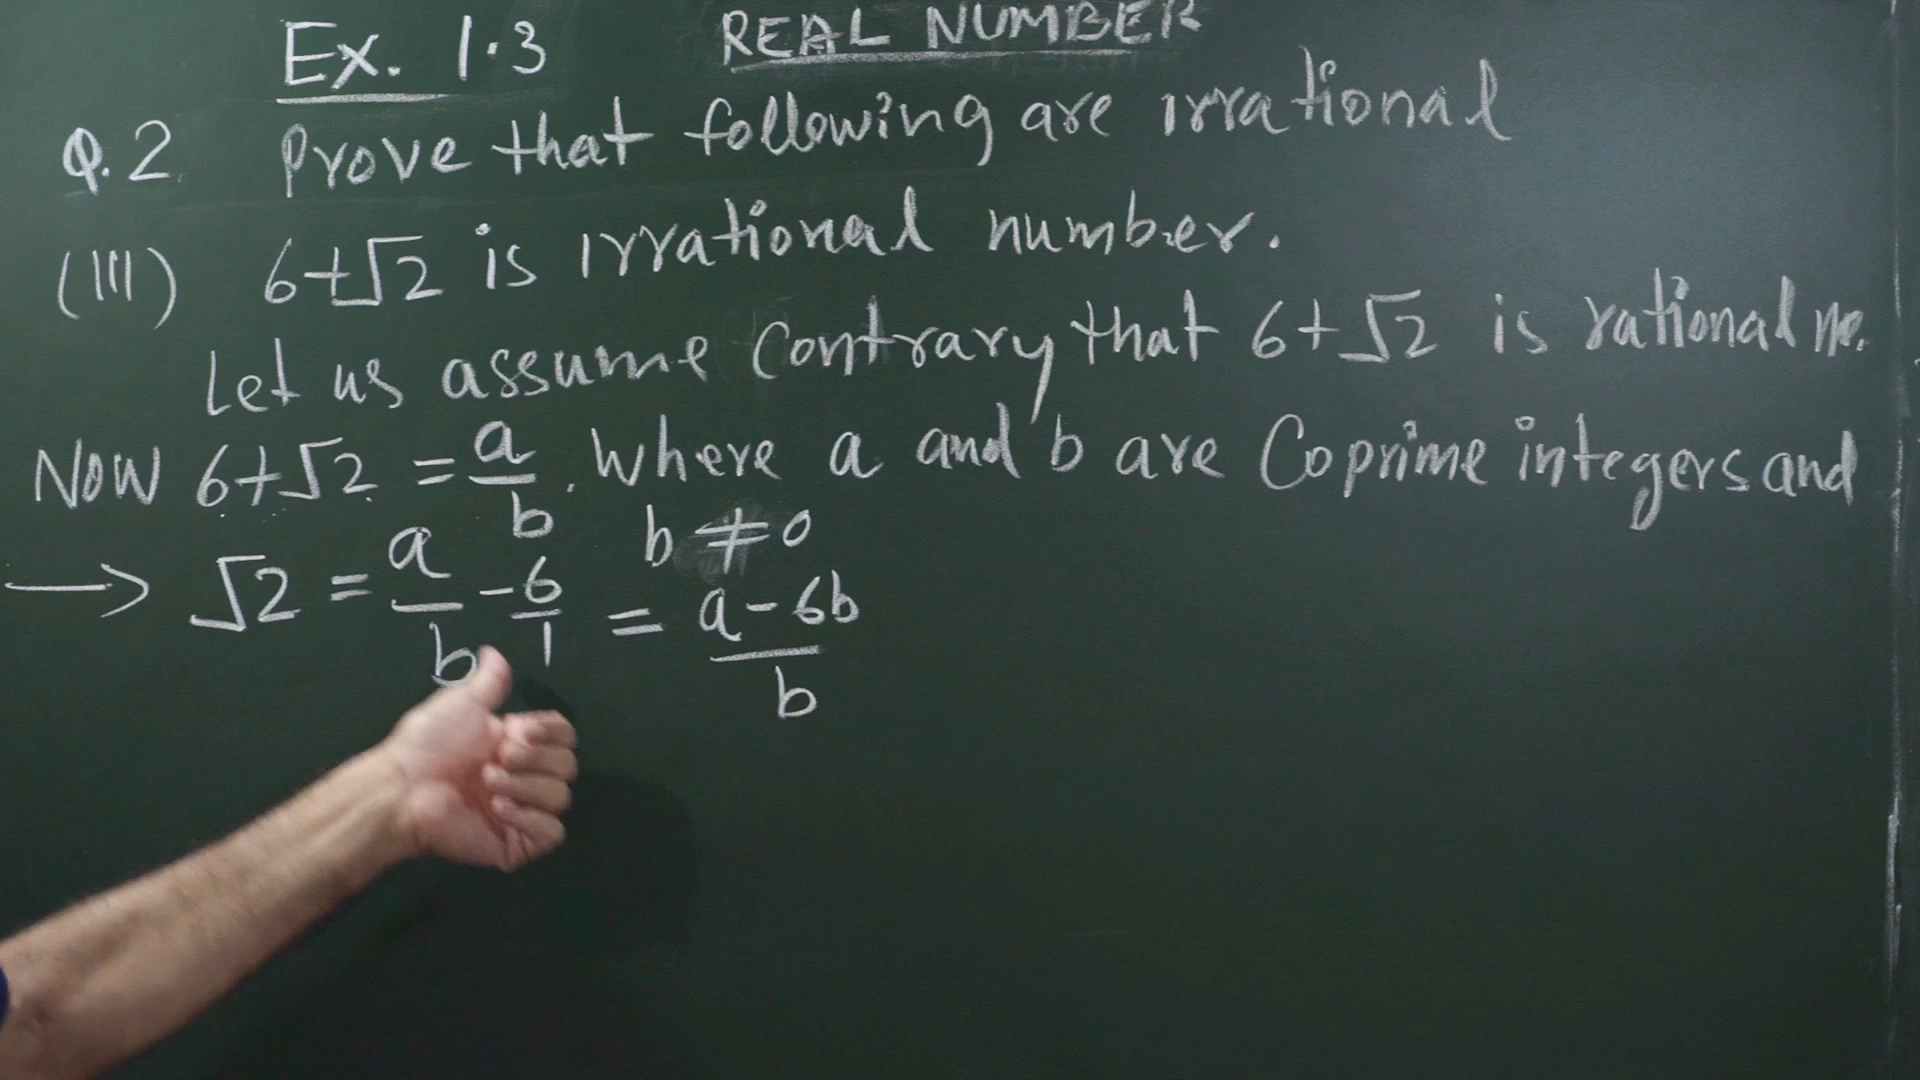 Ex. 1.3 REAL NUMBER
Q.2 Prove that following are irrational
(III) 6+√2 is irrational number.
Let us assume Contrary that 6+√2 is rational no.
Now 6+√2 = a/b, Where a and b are Coprime integers and
b ≠ 0
→ √2 = a/b - 6/1 = a-6b/b